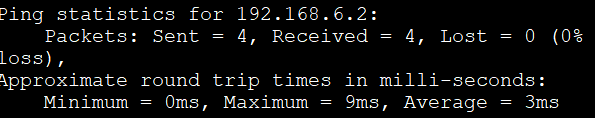 Ping statistics for 192.168.6.2:
    Packets: Sent = 4, Received = 4, Lost = 0 (0%
loss),
Approximate round trip times in milli-seconds:
    Minimum = 0ms, Maximum = 9ms, Average = 3ms